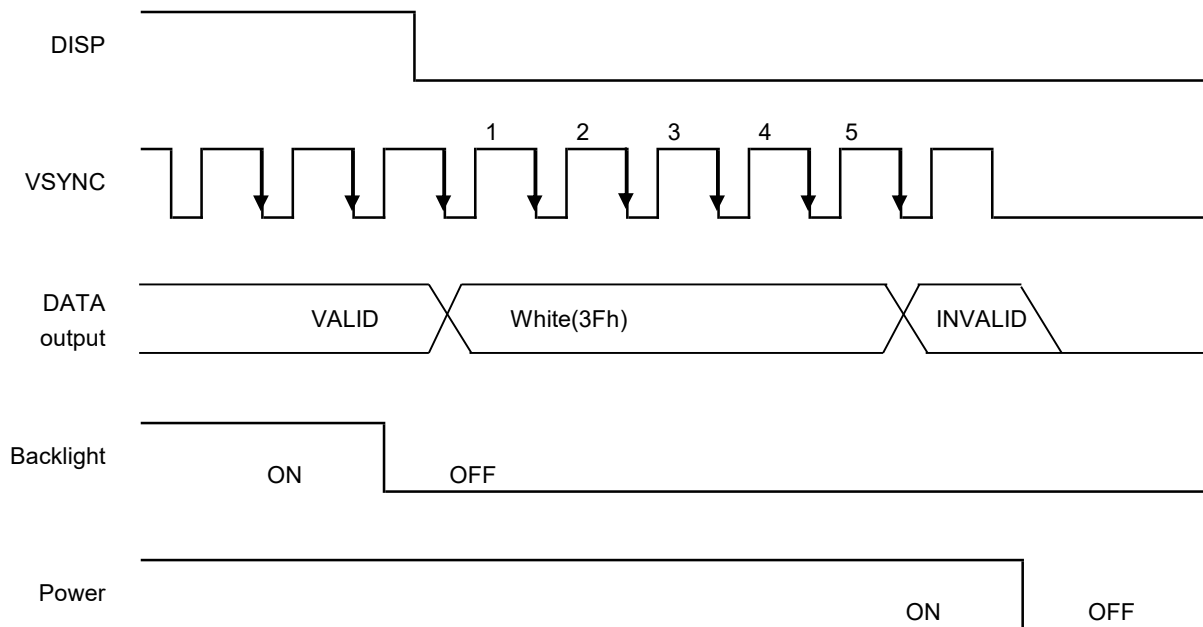 DISP
1 2 3 4 5
VSYNC
DATA
output
VALID White(3Fh) INVALID
Backlight
ON OFF
Power
ON OFF